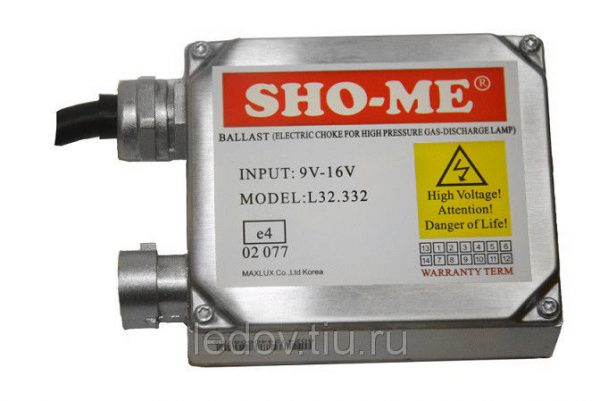 SHO-ME®
BALLAST (ELECTRIC CHOKE FOR HIGH PRESSURE GAS-DISCHARGE LAMP)
INPUT: 9V-16V
MODEL:L32.332
e4
02 077
MAXLUX Co.,Ltd Korea
High Voltage!
Attention!
Danger of Life!
13 1 2 3 4 5 6
14 7 8 9 10 11 12
WARRANTY TERM
ledov.tiu.ru